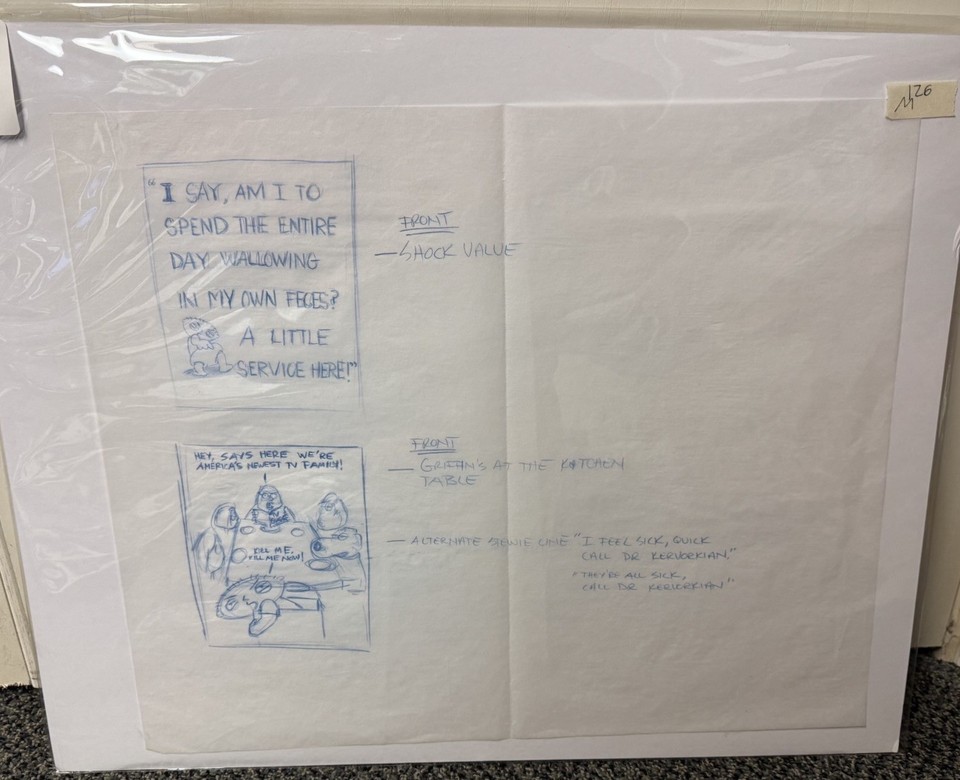 "I SAY, AM I TO
SPEND THE ENTIRE
DAY WALLOWING
IN MY OWN FECES?
A LITTLE
SERVICE HERE!"
FRONT
—SHOCK VALUE
HEY, SAYS HERE WE'RE
AMERICA'S NEWEST TV FAMILY!
KILL ME.
KILL ME NOW!
FRONT
— GRIFFIN'S AT THE KITCHEN
TABLE
— ALTERNATE STEWIE LINE "I FEEL SICK, QUICK
CALL DR KERVORKIAN."
"THEY'RE ALL SICK,
CALL DR KERVORKIAN"
26